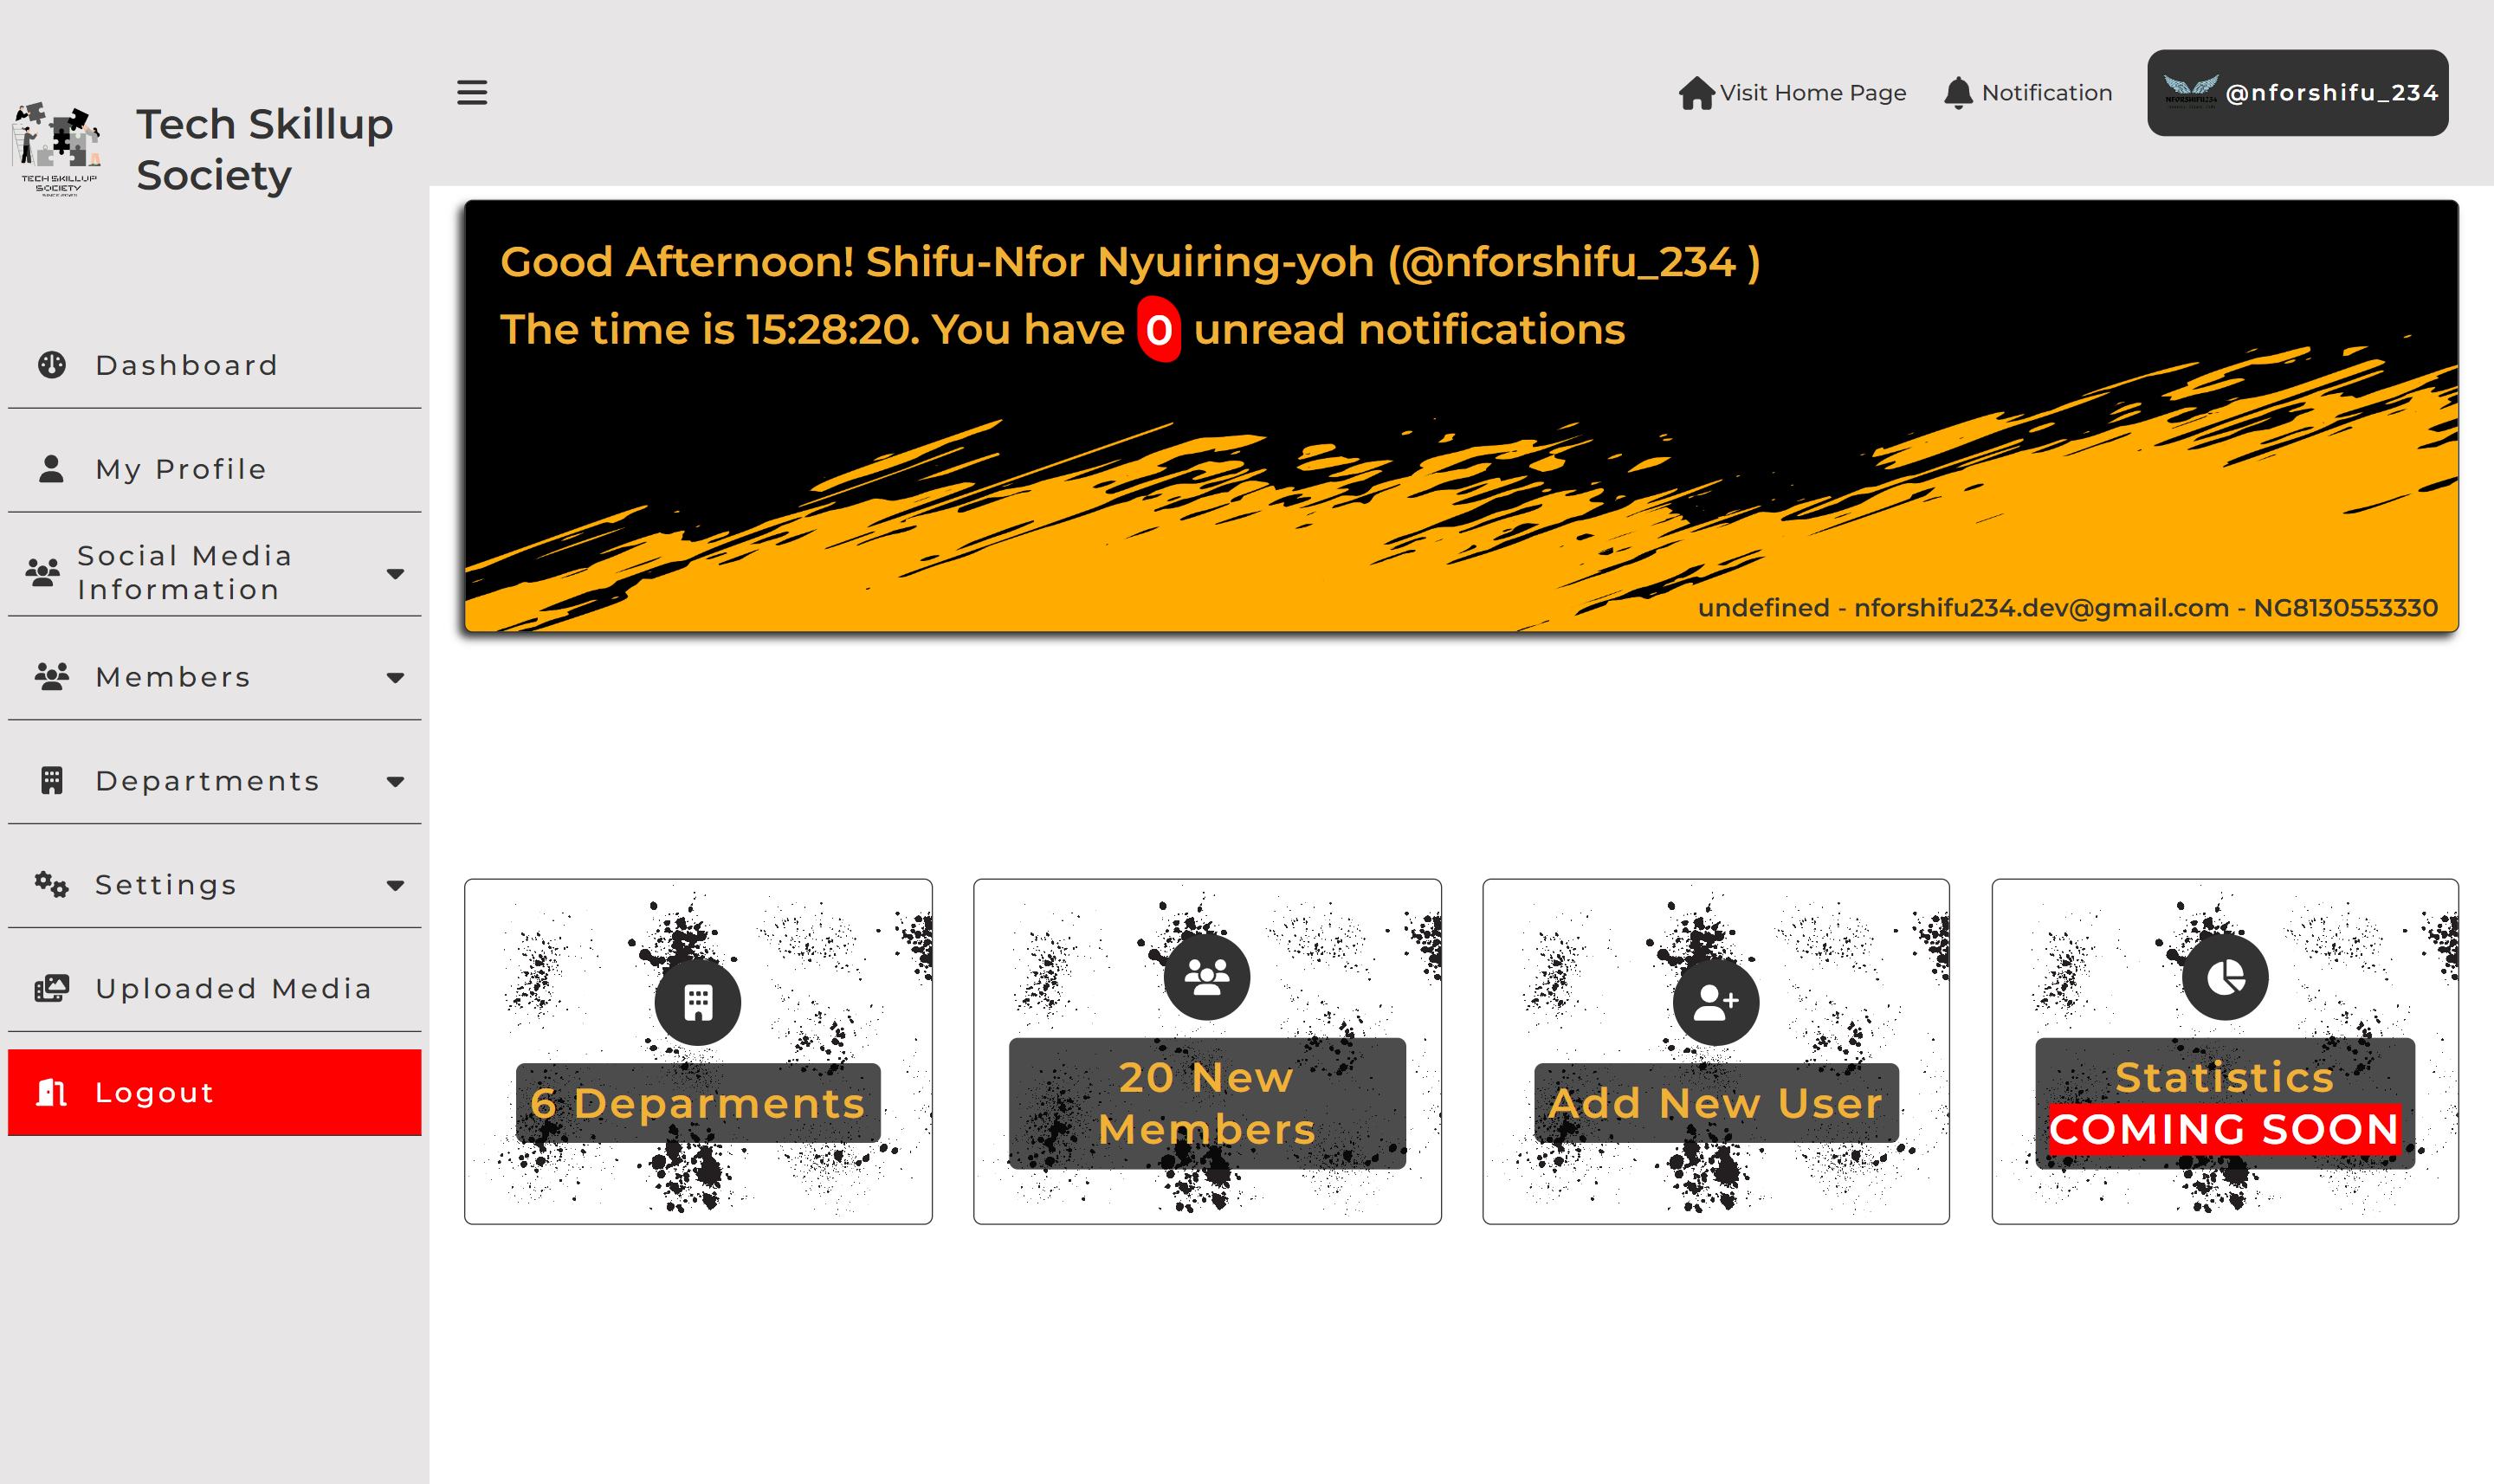 TECH SKILLUP
SOCIETY
Tech Skillup
Society
Visit Home Page
Notification
NFORSHIFU234
@nforshifu_234
Good Afternoon! Shifu-Nfor Nyuiring-yoh (@nforshifu_234 )
The time is 15:28:20. You have 0 unread notifications
undefined - nforshifu234.dev@gmail.com - NG8130553330
Dashboard
My Profile
Social Media
Information
Members
Departments
Settings
Uploaded Media
Logout
6 Deparments
20 New
Members
Add New User
Statistics
COMING SOON